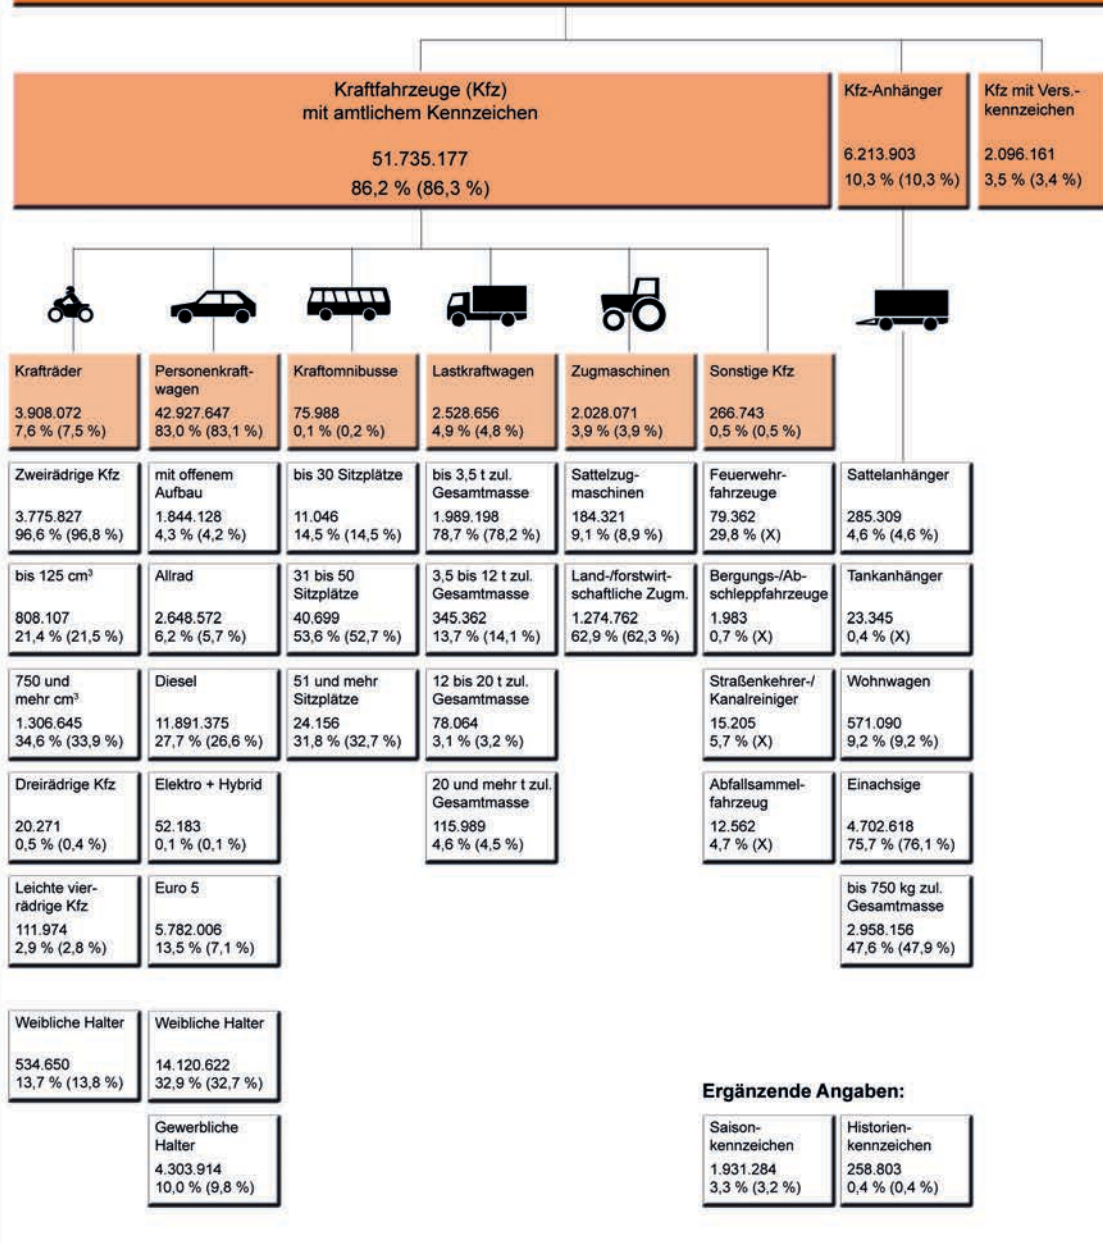 Kraftfahrzeuge (Kfz)
mit amtlichem Kennzeichen
51.735.177
86,2 % (86,3 %)
Kfz-Anhänger
6.213.903
10,3 % (10,3 %)
Kfz mit Vers.-
kennzeichen
2.096.161
3,5 % (3,4 %)
Krafträder
3.908.072
7,6 % (7,5 %)
Personenkraft-
wagen
42.927.647
83,0 % (83,1 %)
Kraftomnibusse
75.988
0,1 % (0,2 %)
Lastkraftwagen
2.528.656
4,9 % (4,8 %)
Zugmaschinen
2.028.071
3,9 % (3,9 %)
Sonstige Kfz
266.743
0,5 % (0,5 %)
Zweirädrige Kfz
3.775.827
96,6 % (96,8 %)
mit offenem
Aufbau
1.844.128
4,3 % (4,2 %)
bis 30 Sitzplätze
11.046
14,5 % (14,5 %)
bis 3,5 t zul.
Gesamtmasse
1.989.198
78,7 % (78,2 %)
Sattelzug-
maschinen
184.321
9,1 % (8,9 %)
Feuerwehr-
fahrzeuge
79.362
29,8 % (X)
Sattelanhänger
285.309
4,6 % (4,6 %)
bis 125 cm³
808.107
21,4 % (21,5 %)
Allrad
2.648.572
6,2 % (5,7 %)
31 bis 50
Sitzplätze
40.699
53,6 % (52,7 %)
3,5 bis 12 t zul.
Gesamtmasse
345.362
13,7 % (14,1 %)
Land-/forstwirt-
schaftliche Zugm.
1.274.762
62,9 % (62,3 %)
Bergungs-/Ab-
schleppfahrzeuge
1.983
0,7 % (X)
Tankanhänger
23.345
0,4 % (X)
750 und
mehr cm³
1.306.645
34,6 % (33,9 %)
Diesel
11.891.375
27,7 % (26,6 %)
51 und mehr
Sitzplätze
24.156
31,8 % (32,7 %)
12 bis 20 t zul.
Gesamtmasse
78.064
3,1 % (3,2 %)
Straßenkehrer-/
Kanalreiniger
15.205
5,7 % (X)
Wohnwagen
571.090
9,2 % (9,2 %)
Dreirädrige Kfz
20.271
0,5 % (0,4 %)
Elektro + Hybrid
52.183
0,1 % (0,1 %)
20 und mehr t zul.
Gesamtmasse
115.989
4,6 % (4,5 %)
Abfallsammel-
fahrzeug
12.562
4,7 % (X)
Einachsige
4.702.618
75,7 % (76,1 %)
Leichte vier-
rädrige Kfz
111.974
2,9 % (2,8 %)
Euro 5
5.782.006
13,5 % (7,1 %)
bis 750 kg zul.
Gesamtmasse
2.958.156
47,6 % (47,9 %)
Weibliche Halter
534.650
13,7 % (13,8 %)
Weibliche Halter
14.120.622
32,9 % (32,7 %)
Gewerbliche
Halter
4.303.914
10,0 % (9,8 %)
Ergänzende Angaben:
Saison-
kennzeichen
1.931.284
3,3 % (3,2 %)
Historien-
kennzeichen
258.803
0,4 % (0,4 %)